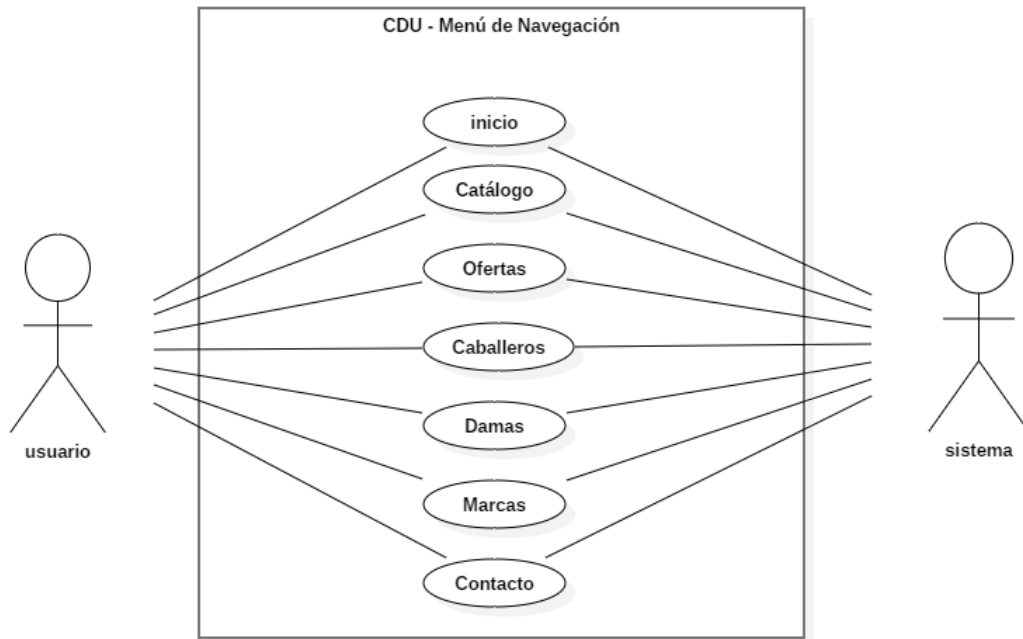 CDU - Menú de Navegación
inicio
Catálogo
Ofertas
Caballeros
Damas
Marcas
Contacto
usuario
sistema